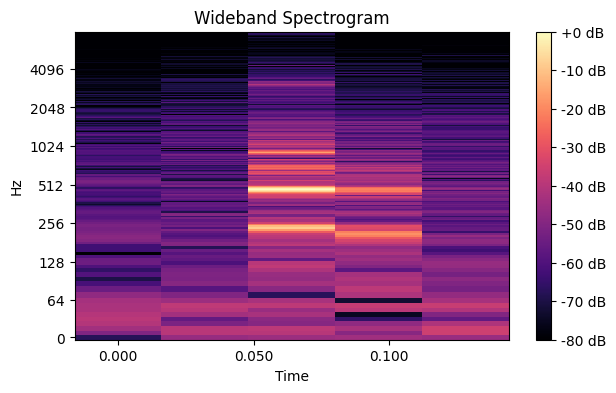 Wideband Spectrogram
+0 dB
4096
-10 dB
2048
-20 dB
1024
-30 dB
Hz
512
-40 dB
256
-50 dB
128
-60 dB
64
-70 dB
0
-80 dB
0.000
0.050
0.100
Time